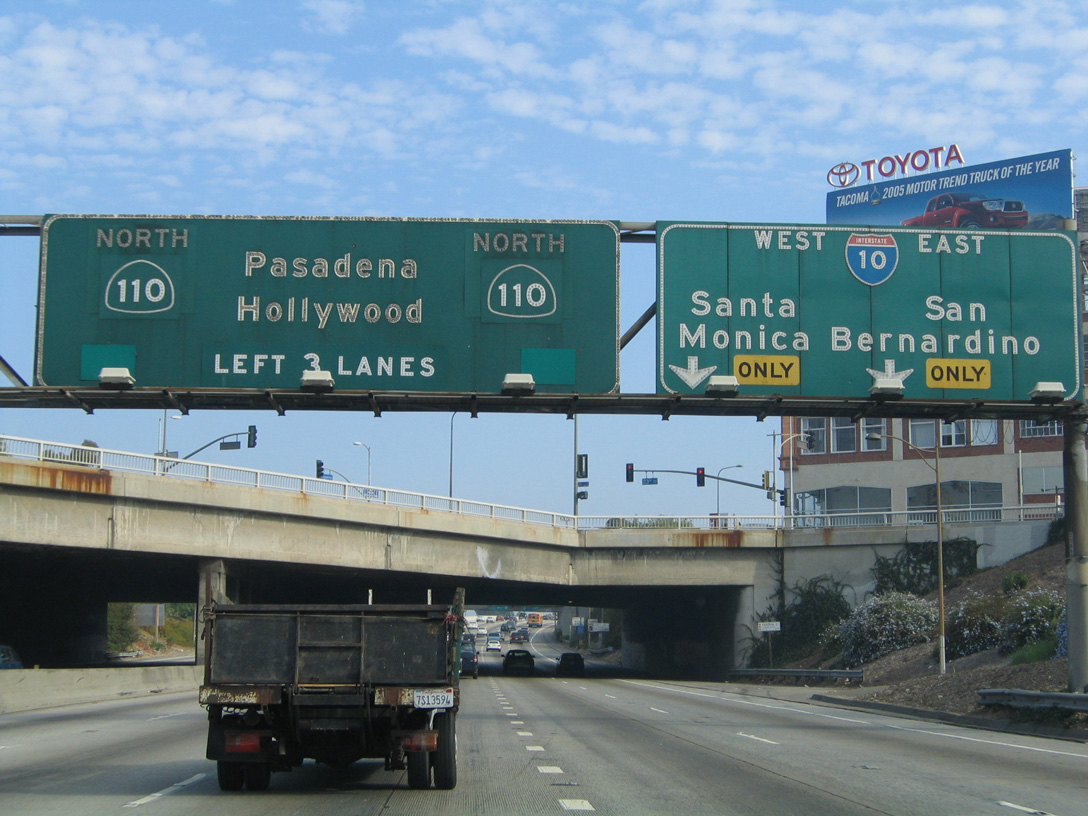 TOYOTA
TACOMA 2005 MOTOR TREND TRUCK OF THE YEAR
NORTH
110
Pasadena
Hollywood
NORTH
110
LEFT 3 LANES
WEST
INTERSTATE
10
EAST
Santa
Monica
San
Bernardino
ONLY
ONLY
7S13594